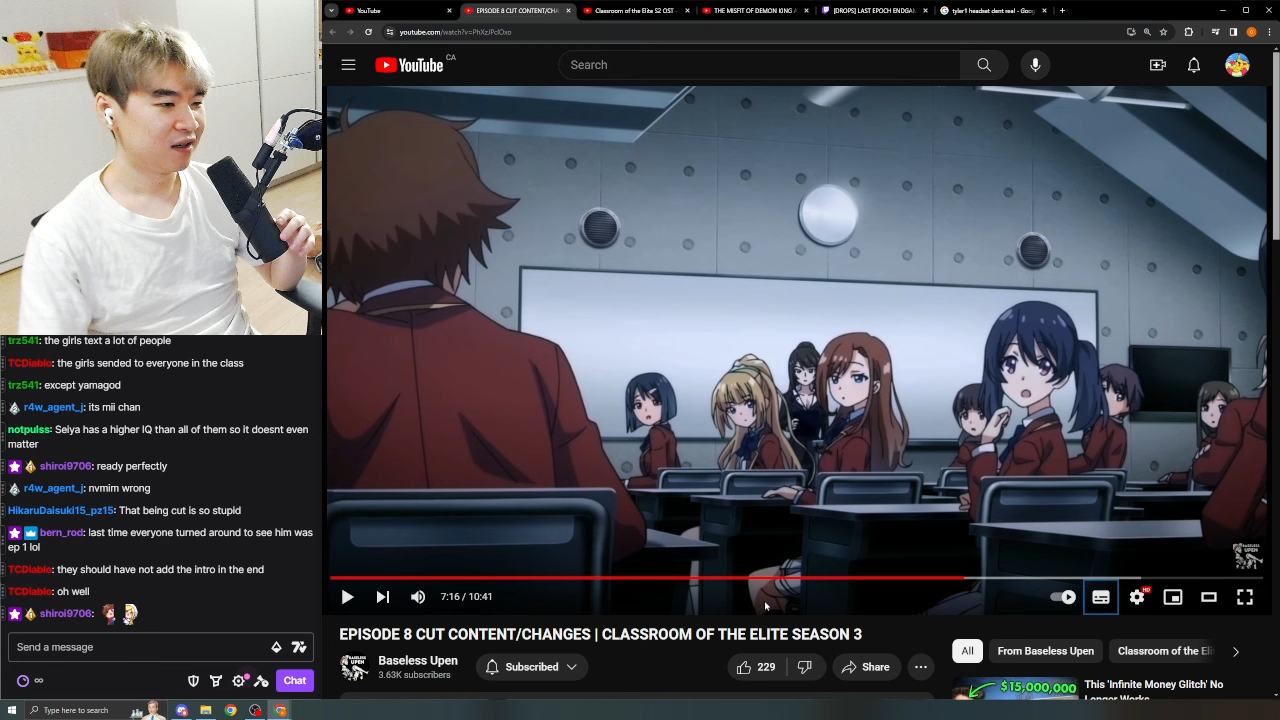 YouTube
EPISODE 8 CUT CONTENT/CHA
Classroom of the Elite S2 OST -
THE MISFIT OF DEMON KING A
[DROPS] LAST EPOCH ENDGAM
tyler1 headset dent real - Goog
youtube.com/watch?v=PhXzJPclOxo
YouTube CA
Search
trz541: the girls text a lot of people
TCDiablo: the girls sended to everyone in the class
trz541: except yamagod
r4w_agent_j: its mii chan
notpulss: Seiya has a higher IQ than all of them so it doesnt even
matter
shiroi9706: ready perfectly
r4w_agent_j: nvmim wrong
HikaruDaisuki15_pz15: That being cut is so stupid
bern_rod: last time everyone turned around to see him was
ep 1 lol
TCDiablo: they should have not add the intro in the end
TCDiablo: oh well
shiroi9706:
Send a message
Chat
BASELESS
UPEN
7:16 / 10:41
HD
EPISODE 8 CUT CONTENT/CHANGES | CLASSROOM OF THE ELITE SEASON 3
Baseless Upen
3.63K subscribers
Subscribed
229
Share
All
From Baseless Upen
Classroom of the Eli
$15,000,000
This 'Infinite Money Glitch' No
Longer Works
Type here to search